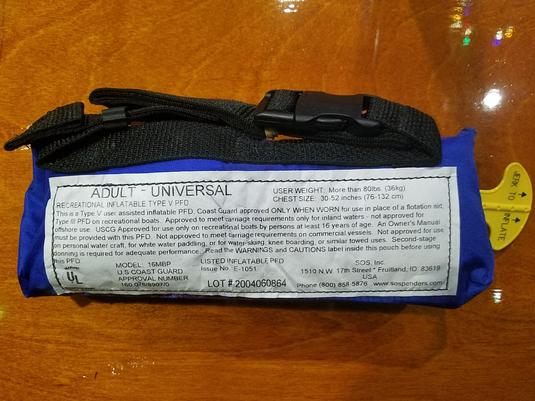 ADULT - UNIVERSAL
RECREATIONAL INFLATABLE TYPE V PFD
USER WEIGHT: More than 80lbs. (36kg)
CHEST SIZE: 30-52 inches (76-132 cm)
This is a Type V user assisted inflatable PFD, Coast Guard approved ONLY WHEN WORN for use in place of a flotation aid,
Type III PFD on recreational boats. Approved to meet carriage requirements only for inland waters - not approved for
offshore use. USCG Approved for use only on recreational boats by persons at least 16 years of age. An Owner's Manual
must be provided with this PFD. Not approved to meet carriage requirements on commercial vessels. Not approved for use
on personal water craft, for white water paddling, or for water-skiing, knee boarding, or similar towed uses. Second-stage
donning is required for adequate performance. Read the WARNINGS and CAUTIONS label inside this pouch before using
this PFD.
UL
MODEL: 16MBP
U.S COAST GUARD
APPROVAL NUMBER
LISTED INFLATABLE PFD
Issue No. E-1051
LOT # 2004060864
SOS, Inc.
1510 N.W. 17th Street * Fruitland, ID 83619
USA
Phone (800) 858-5876 www.sospenders.com
JERK TO
INFLATE